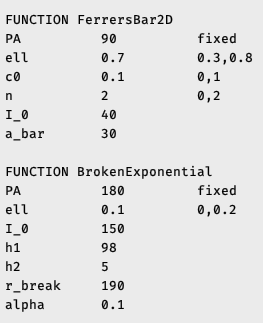 FUNCTION FerrersBar2D
PA 90 fixed
ell 0.7 0.3,0.8
c0 0.1 0,1
n 2 0,2
I_0 40
a_bar 30
FUNCTION BrokenExponential
PA 180 fixed
ell 0.1 0,0.2
I_0 150
h1 98
h2 5
r_break 190
alpha 0.1